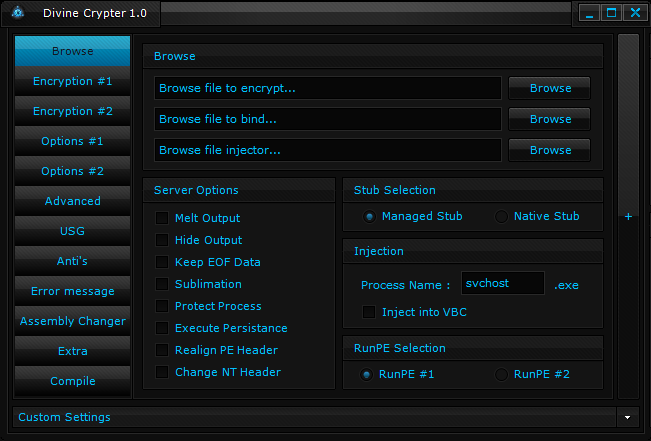 Divine Crypter 1.0
Browse
Encryption #1
Encryption #2
Options #1
Options #2
Advanced
USG
Anti's
Error message
Assembly Changer
Extra
Compile
Browse
Browse file to encrypt... Browse
Browse file to bind... Browse
Browse file injector... Browse
Server Options
Melt Output
Hide Output
Keep EOF Data
Sublimation
Protect Process
Execute Persistance
Realign PE Header
Change NT Header
Stub Selection
Managed Stub Native Stub
Injection
Process Name : svchost .exe
Inject into VBC
RunPE Selection
RunPE #1 RunPE #2
+
Custom Settings